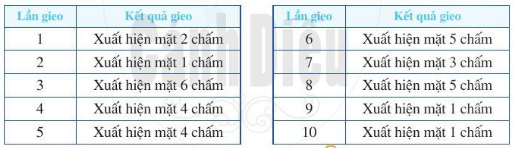 Lần gieo Kết quả gieo
1 Xuất hiện mặt 2 chấm
2 Xuất hiện mặt 1 chấm
3 Xuất hiện mặt 6 chấm
4 Xuất hiện mặt 4 chấm
5 Xuất hiện mặt 4 chấm
Lần gieo Kết quả gieo
6 Xuất hiện mặt 5 chấm
7 Xuất hiện mặt 3 chấm
8 Xuất hiện mặt 5 chấm
9 Xuất hiện mặt 1 chấm
10 Xuất hiện mặt 1 chấm
Cánh Diều